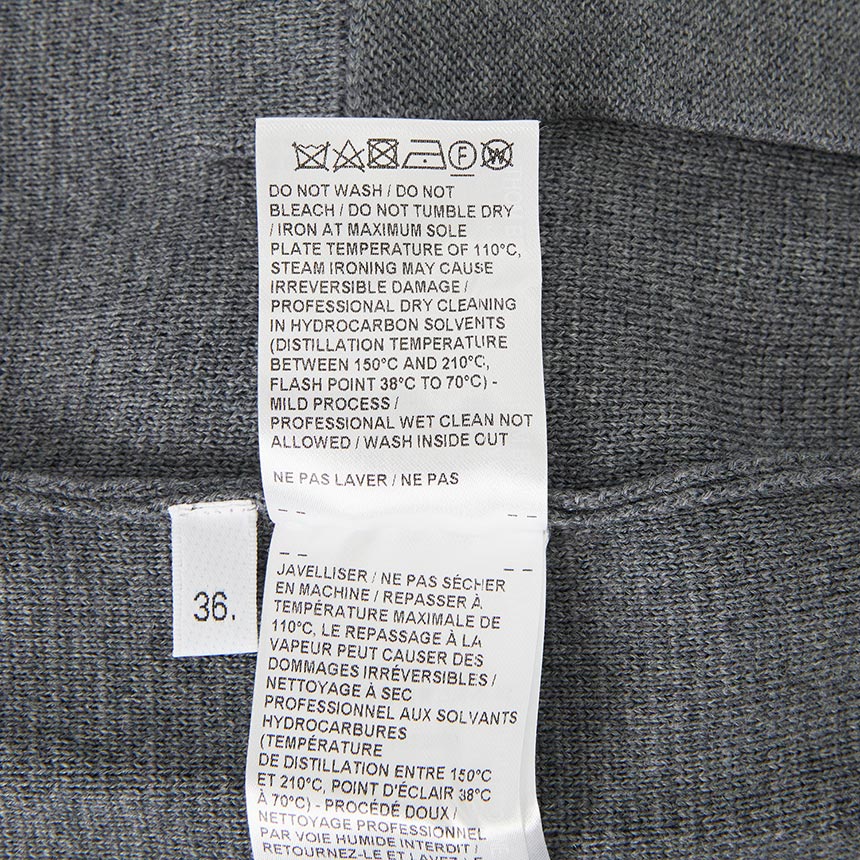 F W
DO NOT WASH / DO NOT
BLEACH / DO NOT TUMBLE DRY
/ IRON AT MAXIMUM SOLE
PLATE TEMPERATURE OF 110°C,
STEAM IRONING MAY CAUSE
IRREVERSIBLE DAMAGE /
PROFESSIONAL DRY CLEANING
IN HYDROCARBON SOLVENTS
(DISTILLATION TEMPERATURE
BETWEEN 150°C AND 210°C,
FLASH POINT 38°C TO 70°C) -
MILD PROCESS /
PROFESSIONAL WET CLEAN NOT
ALLOWED / WASH INSIDE OUT
NE PAS LAVER / NE PAS
JAVELLISER / NE PAS SÉCHER
EN MACHINE / REPASSER À
TEMPÉRATURE MAXIMALE DE
110°C, LE REPASSAGE À LA
VAPEUR PEUT CAUSER DES
DOMMAGES IRRÉVERSIBLES /
NETTOYAGE À SEC
PROFESSIONNEL AUX SOLVANTS
HYDROCARBURES
(TEMPÉRATURE
DE DISTILLATION ENTRE 150°C
ET 210°C, POINT D'ÉCLAIR 38°C
À 70°C) - PROCÉDÉ DOUX /
NETTOYAGE PROFESSIONNEL
PAR VOIE HUMIDE INTERDIT /
RETOURNEZ-LE ET LAVEZ-LE
36.